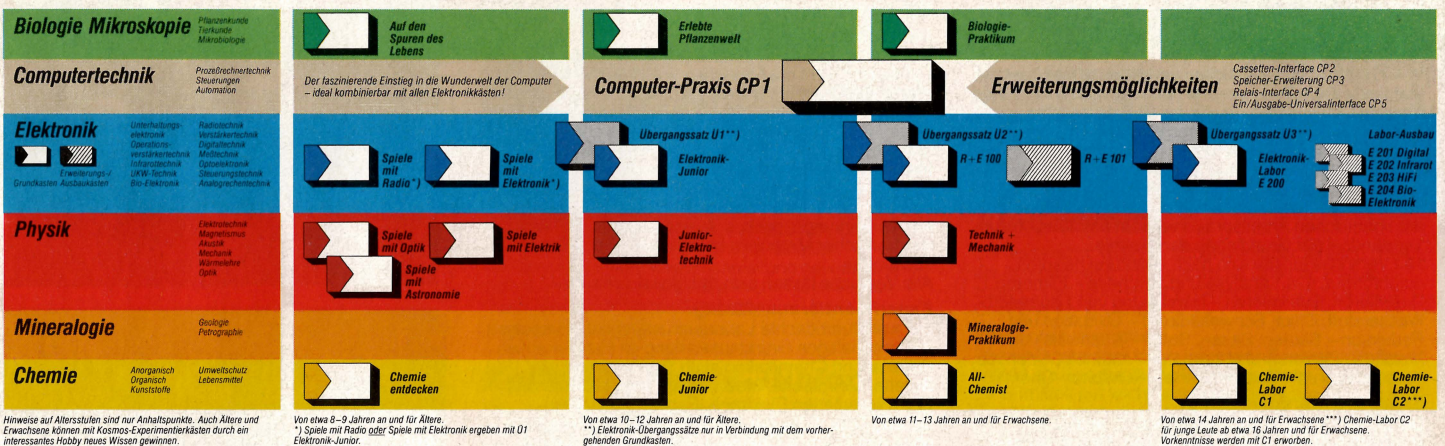 Biologie Mikroskopie
Pflanzenkunde
Tierkunde
Mikrobiologie
Auf den
Spuren des
Lebens
Erlebte
Pflanzenwelt
Biologie-
Praktikum
Computertechnik
Prozeßrechnertechnik
Steuerungen
Automation
Der faszinierende Einstieg in die Wunderwelt der Computer
– ideal kombinierbar mit allen Elektronikkästen!
Computer-Praxis CP1
Erweiterungsmöglichkeiten
Cassetten-Interface CP2
Speicher-Erweiterung CP3
Relais-Interface CP4
Ein/Ausgabe-Universalinterface CP5
Elektronik
Grundkasten
Erweiterungs-/
Ausbaukasten
Unterhaltungs-
elektronik
Operations-
verstärkertechnik
Infrarottechnik
UKW-Technik
Bio-Elektronik
Radiotechnik
Verstärkertechnik
Digitaltechnik
Meßtechnik
Optoelektronik
Steuerungstechnik
Analogrechentechnik
Spiele
mit
Radio*)
Spiele
mit
Elektronik*)
Übergangssatz Ü1**)
Elektronik-
Junior
Übergangssatz Ü2**)
R+E 100
R+E 101
Übergangssatz Ü3**)
Elektronik-
Labor
E 200
Labor-Ausbau
E 201 Digital
E 202 Infrarot
E 203 HiFi
E 204 Bio-
Elektronik
Physik
Elektrotechnik
Magnetismus
Akustik
Mechanik
Wärmelehre
Optik
Spiele
mit Optik
Spiele
mit Elektrik
Spiele
mit
Astronomie
Junior-
Elektro-
technik
Technik +
Mechanik
Mineralogie
Geologie
Petrographie
Mineralogie-
Praktikum
Chemie
Anorganisch
Organisch
Kunststoffe
Umweltschutz
Lebensmittel
Chemie
entdecken
Chemie-
Junior
All-
Chemist
Chemie-
Labor
C1
Chemie-
Labor
C2***)
Hinweise auf Altersstufen sind nur Anhaltspunkte. Auch Ältere und
Erwachsene können mit Kosmos-Experimentierkästen durch ein
interessantes Hobby neues Wissen gewinnen.
Von etwa 8–9 Jahren an und für Ältere.
*) Spiele mit Radio oder Spiele mit Elektronik ergeben mit Ü1
Elektronik-Junior.
Von etwa 10–12 Jahren an und für Ältere.
**) Elektronik-Übergangssätze nur in Verbindung mit dem vorher-
gehenden Grundkasten.
Von etwa 11–13 Jahren an und für Erwachsene.
Von etwa 14 Jahren an und für Erwachsene ***) Chemie-Labor C2
für junge Leute ab etwa 16 Jahren und für Erwachsene.
Vorkenntnisse werden mit C1 erworben.